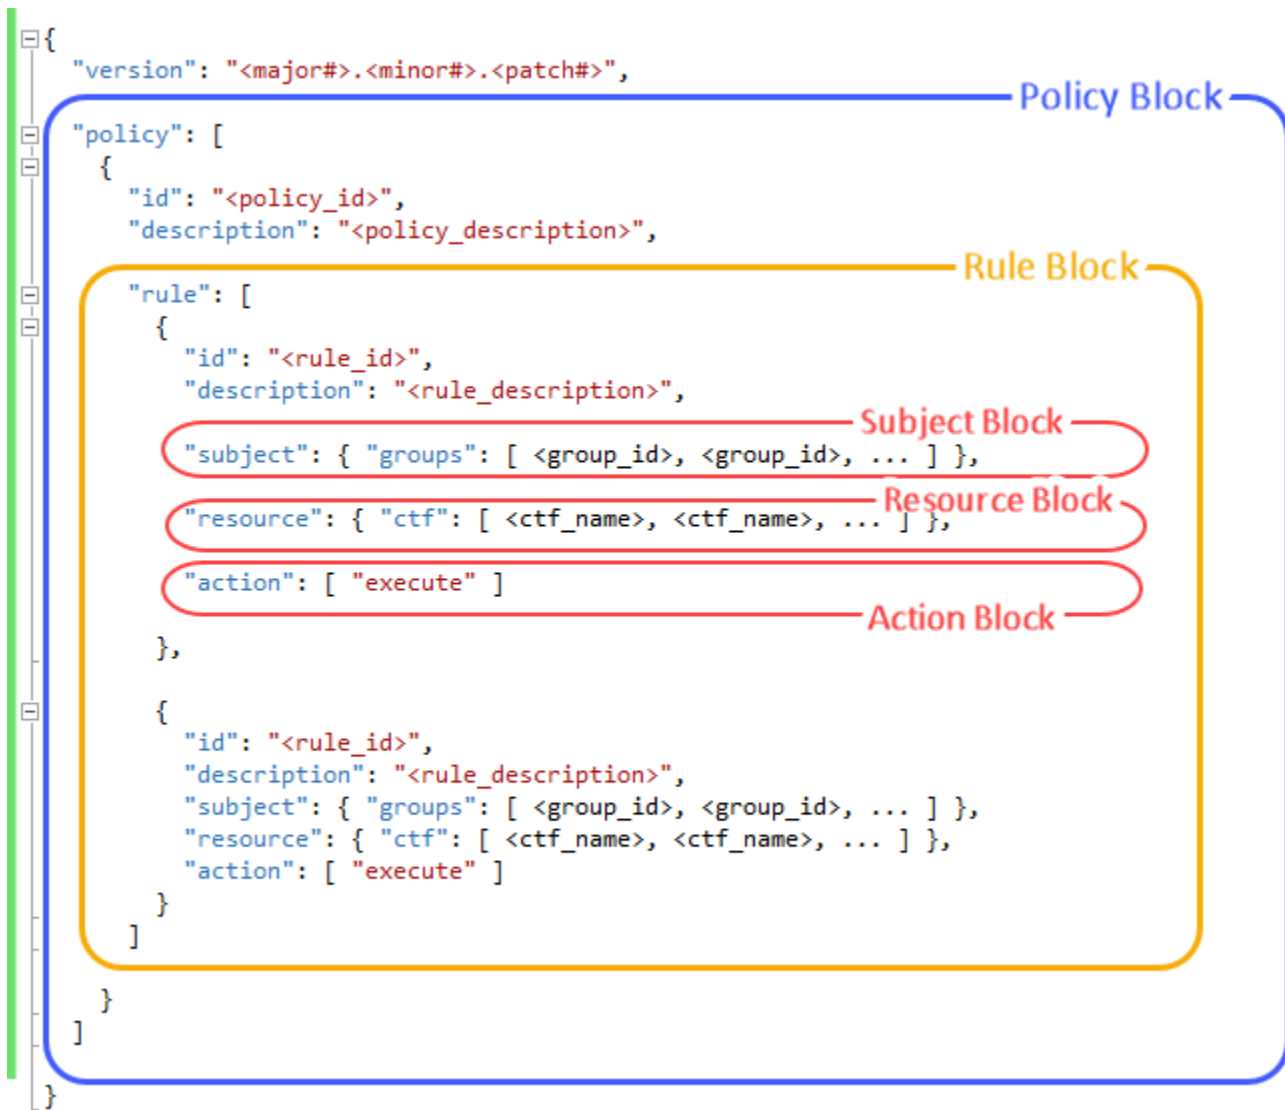 {
"version": "<major#>.<minor#>.<patch#>",
Policy Block
"policy": [
{
"id": "<policy_id>",
"description": "<policy_description>",
Rule Block
"rule": [
{
"id": "<rule_id>",
"description": "<rule_description>",
Subject Block
"subject": { "groups": [ <group_id>, <group_id>, ... ] },
Resource Block
"resource": { "ctf": [ <ctf_name>, <ctf_name>, ... ] },
"action": [ "execute" ]
Action Block
},
{
"id": "<rule_id>",
"description": "<rule_description>",
"subject": { "groups": [ <group_id>, <group_id>, ... ] },
"resource": { "ctf": [ <ctf_name>, <ctf_name>, ... ] },
"action": [ "execute" ]
}
]
}
]
}